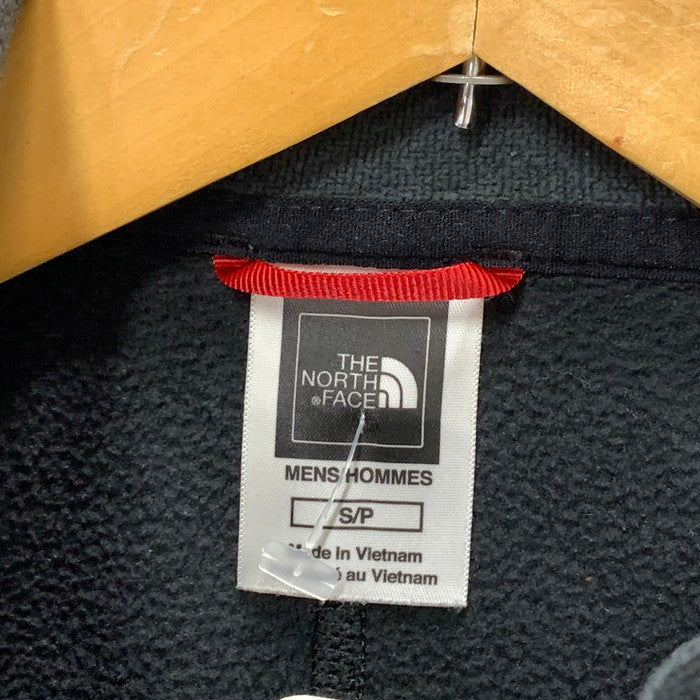 THE
NORTH
®FACE
MENS HOMMES
S/P
Made In Vietnam
au Vietnam